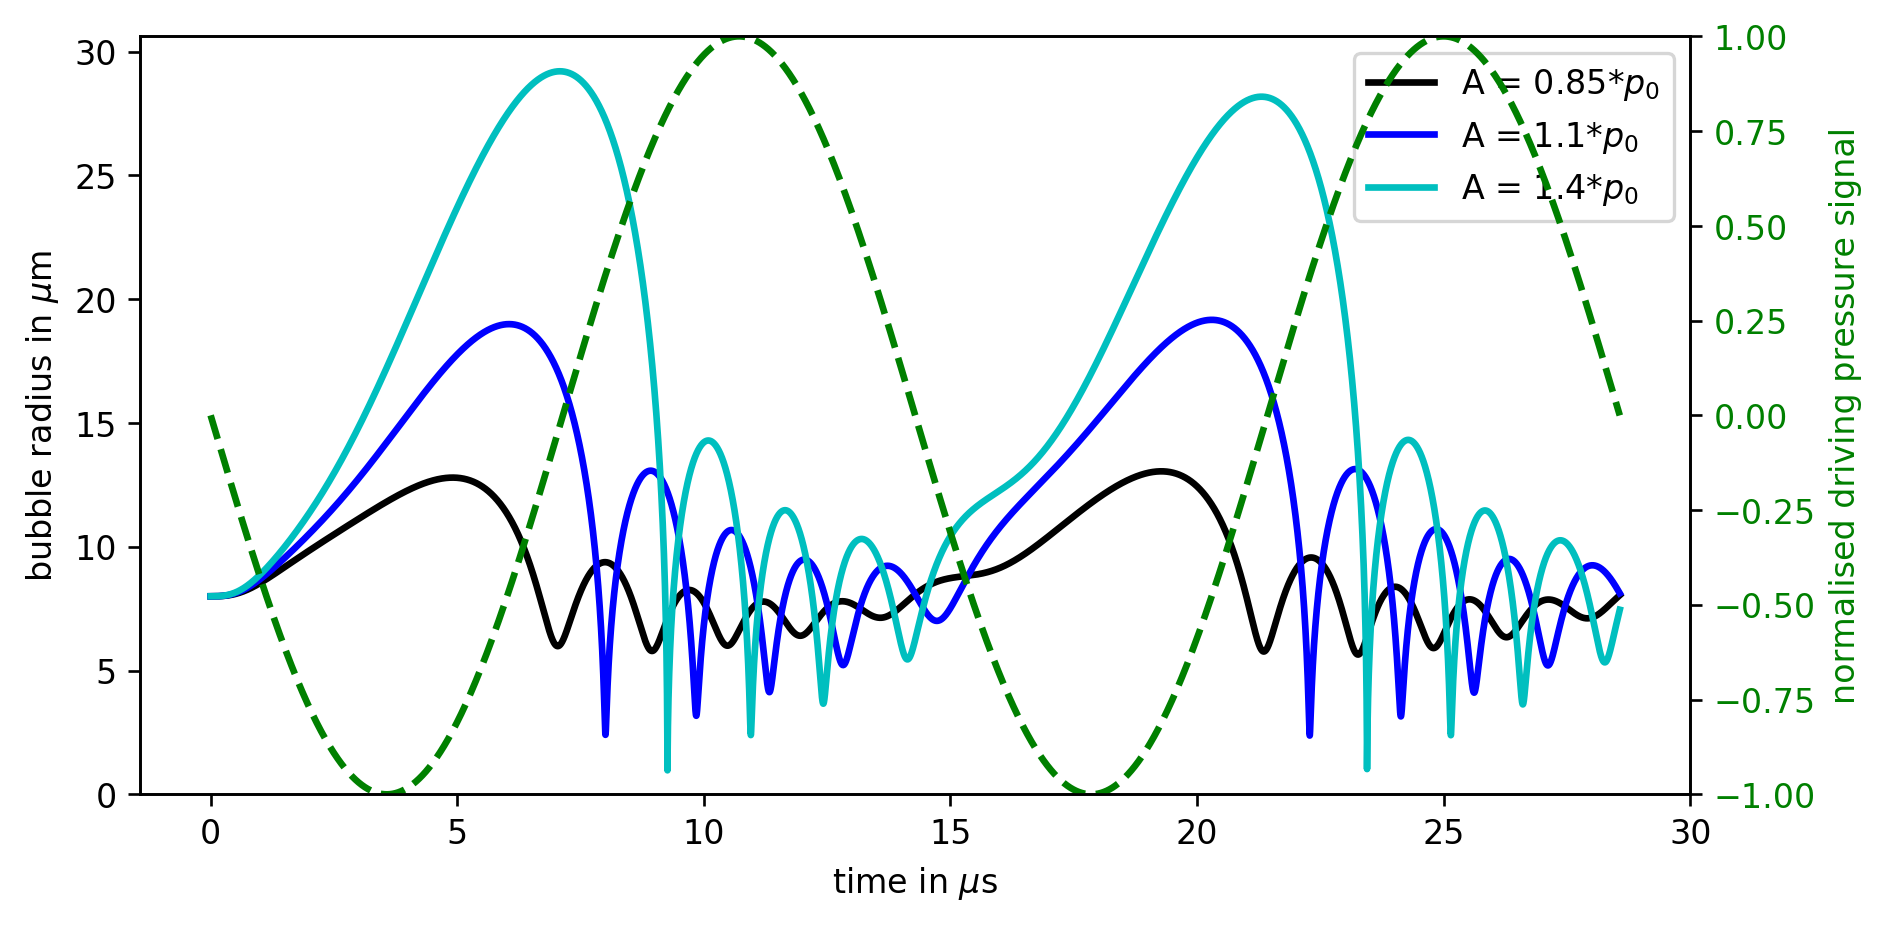 30
25
20
15
10
5
0
bubble radius in μm
0 5 10 15 20 25 30
time in μs
A = 0.85*p₀
A = 1.1*p₀
A = 1.4*p₀
1.00
0.75
0.50
0.25
0.00
−0.25
−0.50
−0.75
−1.00
normalised driving pressure signal